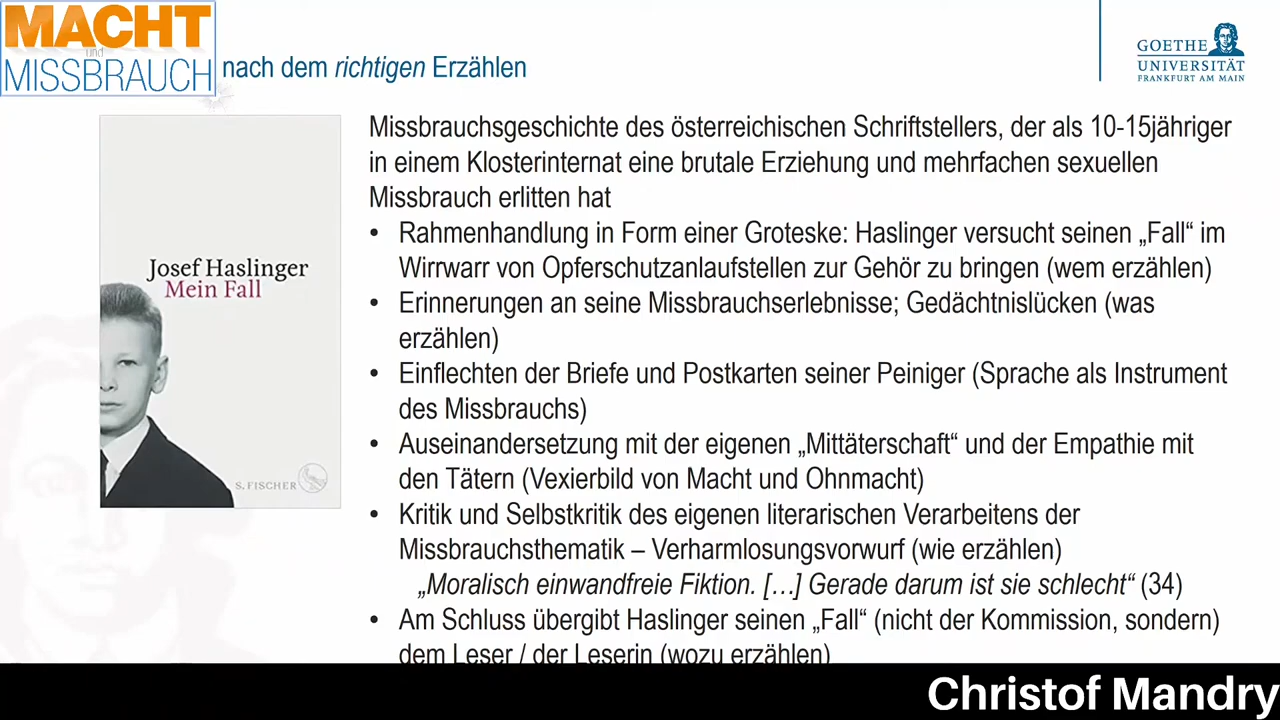 MACHT
und
MISSBRAUCH
nach dem richtigen Erzählen
GOETHE
UNIVERSITÄT
FRANKFURT AM MAIN
Josef Haslinger
Mein Fall
S. FISCHER
Missbrauchsgeschichte des österreichischen Schriftstellers, der als 10-15jähriger
in einem Klosterinternat eine brutale Erziehung und mehrfachen sexuellen
Missbrauch erlitten hat
• Rahmenhandlung in Form einer Groteske: Haslinger versucht seinen „Fall“ im
Wirrwarr von Opferschutzanlaufstellen zur Gehör zu bringen (wem erzählen)
• Erinnerungen an seine Missbrauchserlebnisse; Gedächtnislücken (was
erzählen)
• Einflechten der Briefe und Postkarten seiner Peiniger (Sprache als Instrument
des Missbrauchs)
• Auseinandersetzung mit der eigenen „Mittäterschaft“ und der Empathie mit
den Tätern (Vexierbild von Macht und Ohnmacht)
• Kritik und Selbstkritik des eigenen literarischen Verarbeitens der
Missbrauchsthematik – Verharmlosungsvorwurf (wie erzählen)
„Moralisch einwandfreie Fiktion. […] Gerade darum ist sie schlecht“ (34)
• Am Schluss übergibt Haslinger seinen „Fall“ (nicht der Kommission, sondern)
dem Leser / der Leserin (wozu erzählen)
Christof Mandry